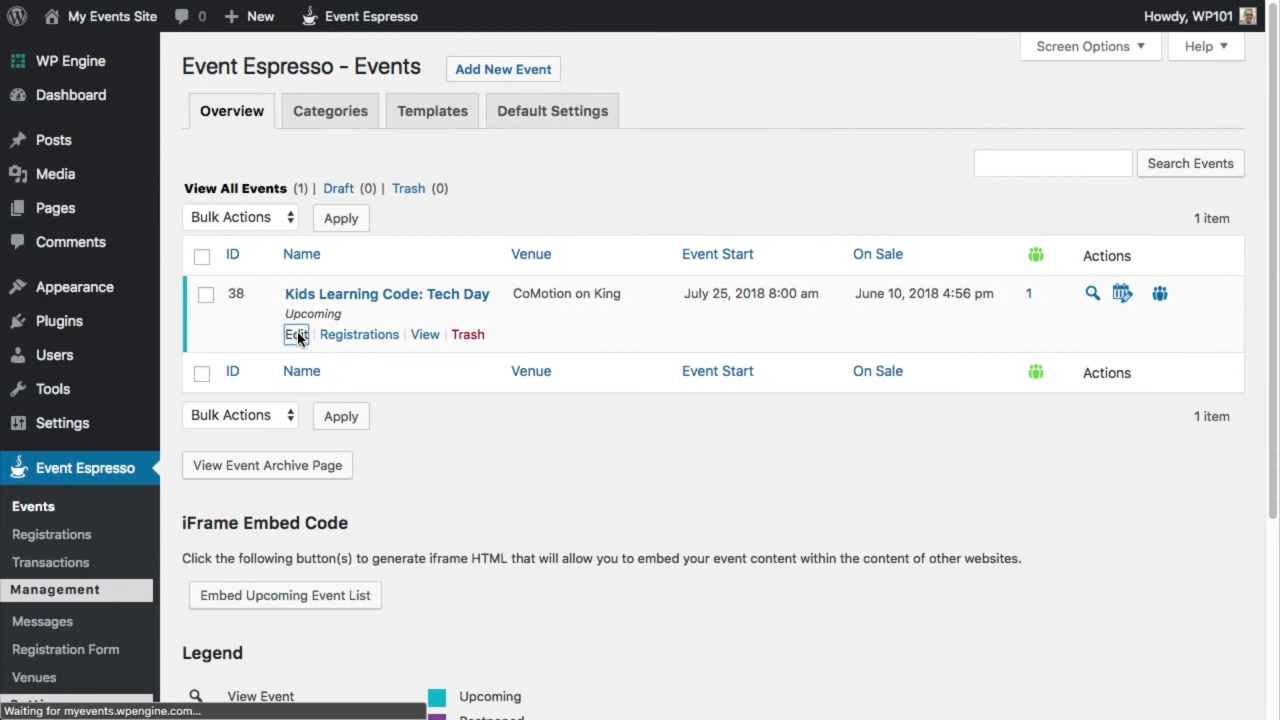 My Events Site 0 New Event Espresso Howdy, WP101
Screen Options Help
WP Engine
Dashboard
Posts
Media
Pages
Comments
Appearance
Plugins
Users
Tools
Settings
Event Espresso
Events
Registrations
Transactions
Management
Messages
Registration Form
Venues
Event Espresso - Events Add New Event
Overview Categories Templates Default Settings
Search Events
View All Events (1) | Draft (0) | Trash (0)
Bulk Actions Apply 1 item
ID Name Venue Event Start On Sale Actions
38 Kids Learning Code: Tech Day CoMotion on King July 25, 2018 8:00 am June 10, 2018 4:56 pm 1
Upcoming
Edit | Registrations | View | Trash
ID Name Venue Event Start On Sale Actions
Bulk Actions Apply 1 item
View Event Archive Page
iFrame Embed Code
Click the following button(s) to generate iframe HTML that will allow you to embed your event content within the content of other websites.
Embed Upcoming Event List
Legend
View Event Upcoming
Postponed
Waiting for myevents.wpengine.com...